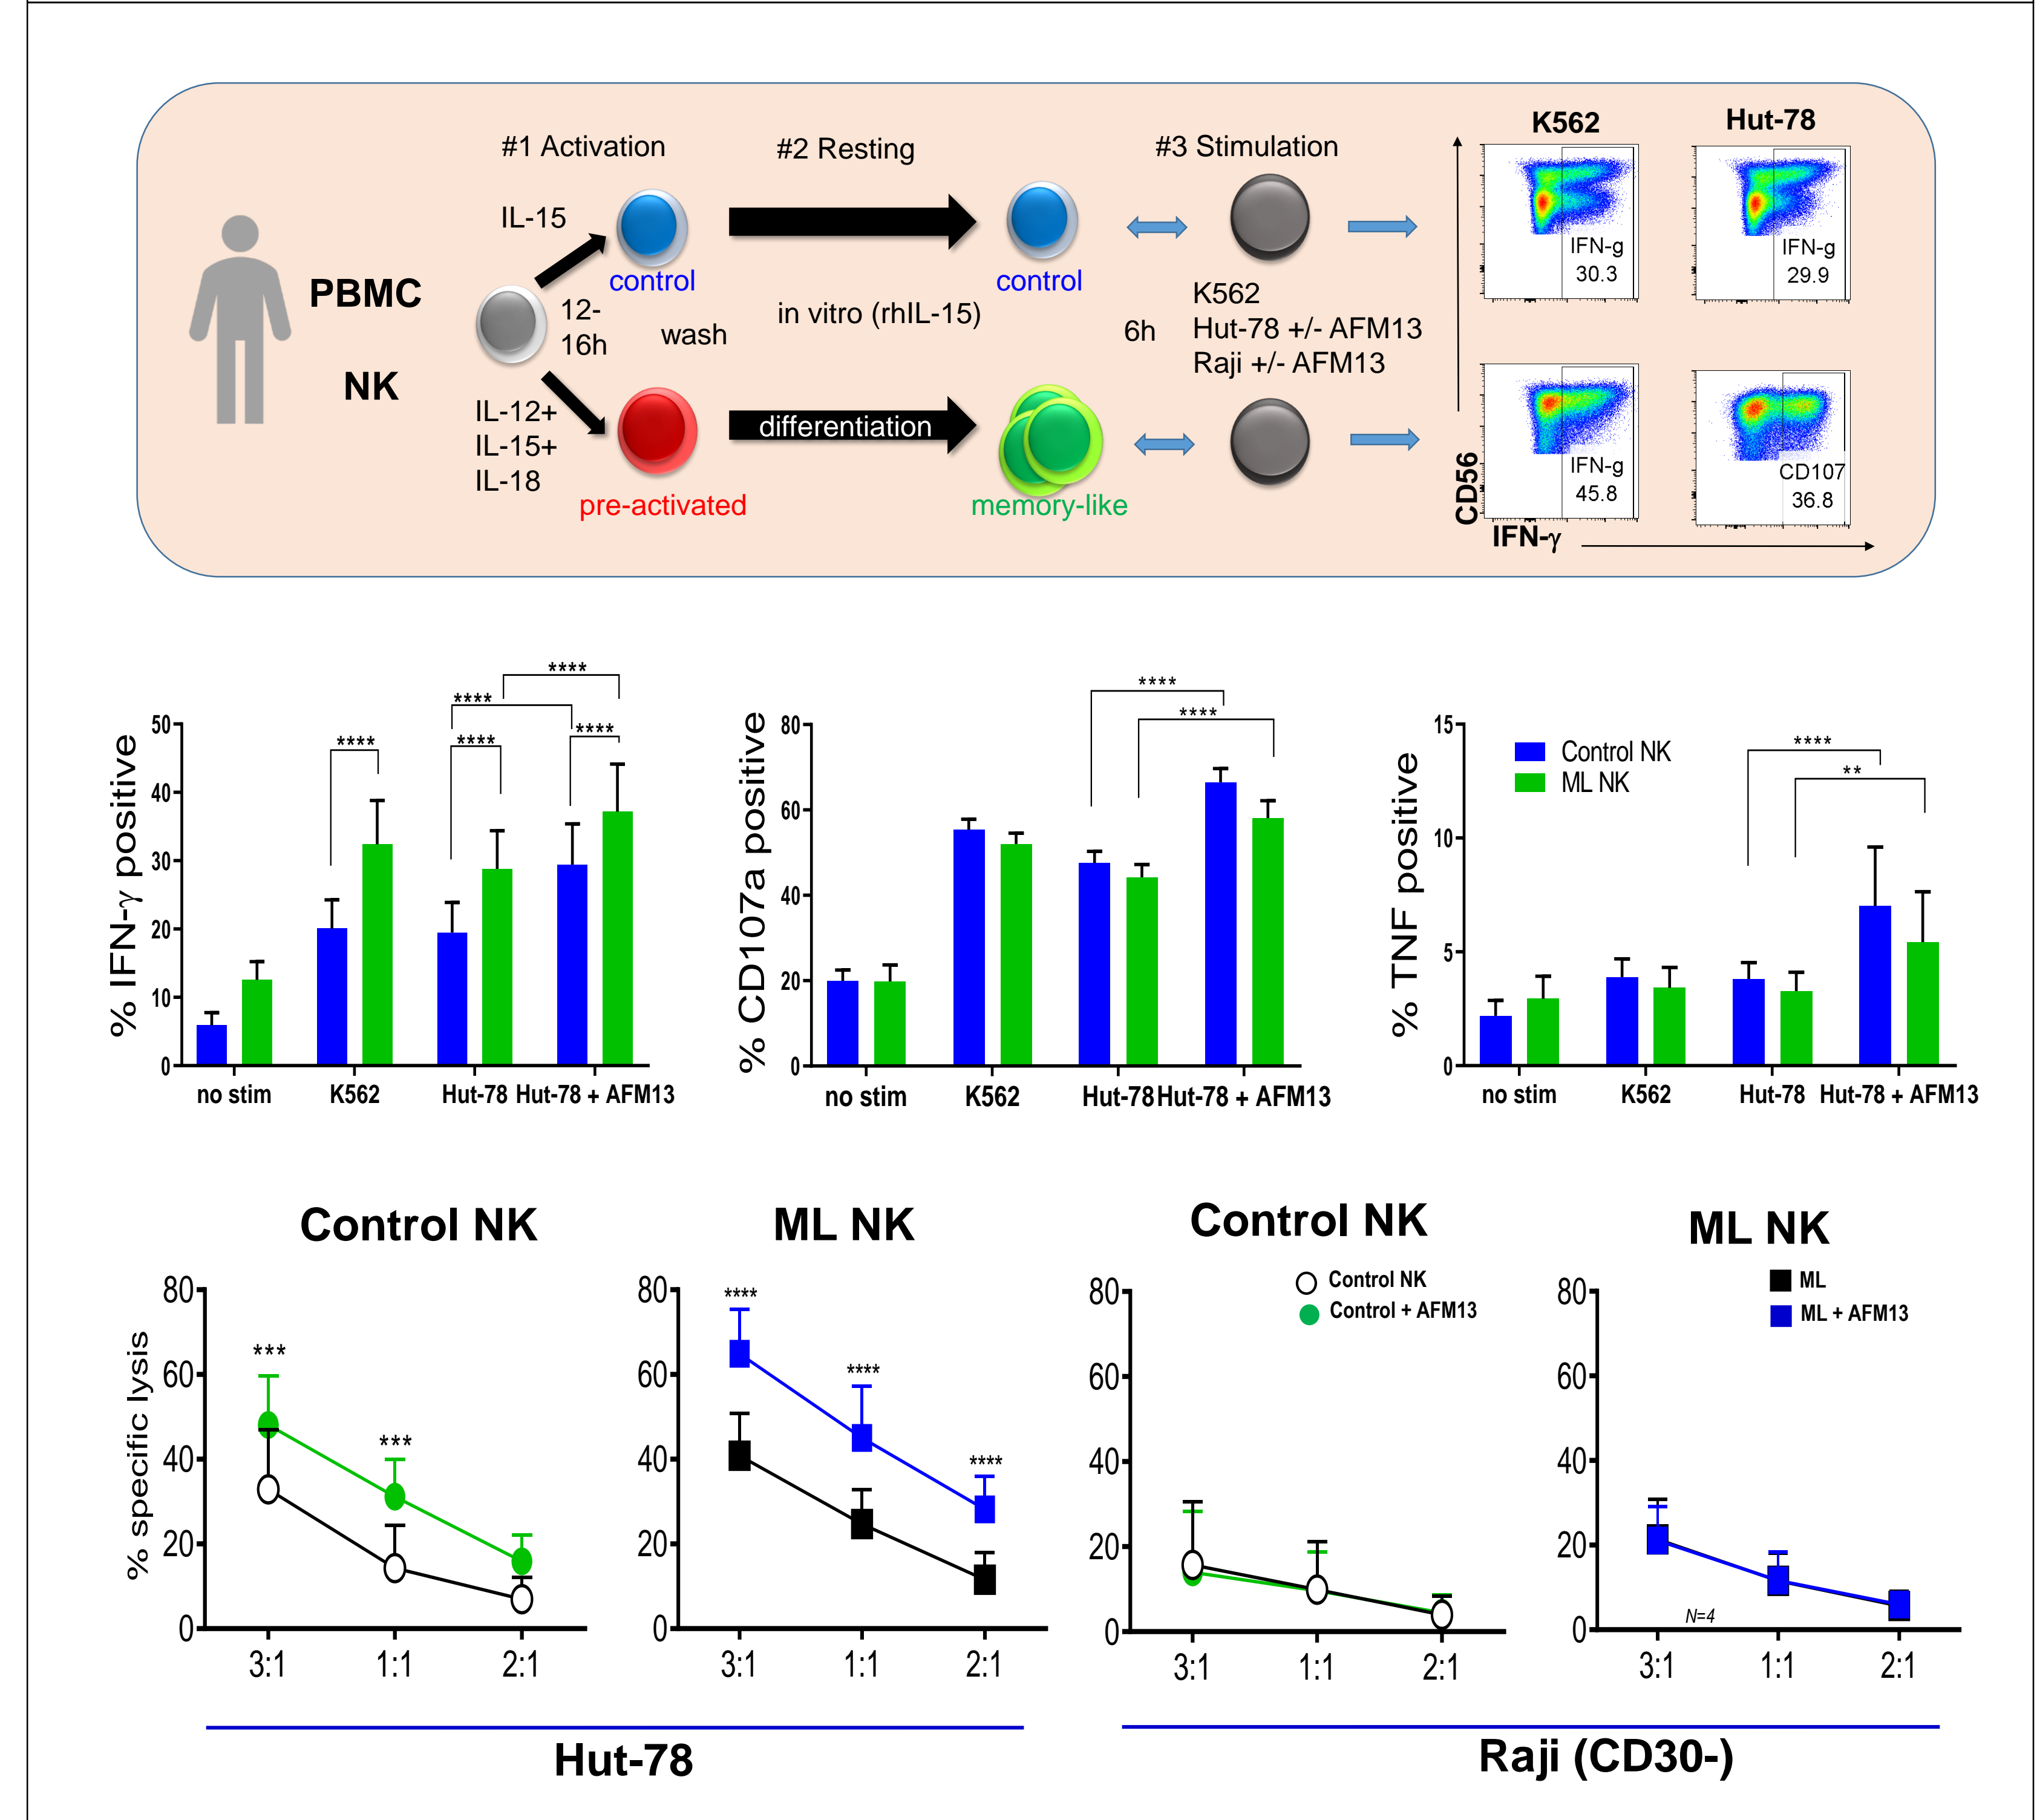 #1 Activation
#2 Resting
#3 Stimulation
K562
Hut-78
IL-15
control
control
PBMC
NK
12-
16h
wash
in vitro (rhIL-15)
6h
K562
Hut-78 +/- AFM13
Raji +/- AFM13
IL-12+
IL-15+
IL-18
pre-activated
differentiation
memory-like
IFN-g
30.3
IFN-g
29.9
IFN-g
45.8
CD107
36.8
CD56
IFN-γ
% IFN-γ positive
50
40
30
20
10
0
****
****
****
****
****
no stim
K562
Hut-78
Hut-78 + AFM13
% CD107a positive
80
60
40
20
0
****
****
no stim
K562
Hut-78
Hut-78 + AFM13
% TNF positive
15
10
5
0
Control NK
ML NK
****
**
no stim
K562
Hut-78
Hut-78 + AFM13
Control NK
% specific lysis
80
60
40
20
0
***
***
3:1
1:1
2:1
ML NK
80
60
40
20
0
****
****
****
3:1
1:1
2:1
Hut-78
Control NK
Control NK
Control + AFM13
80
60
40
20
0
3:1
1:1
2:1
ML NK
ML
ML + AFM13
80
60
40
20
0
N=4
3:1
1:1
2:1
Raji (CD30-)